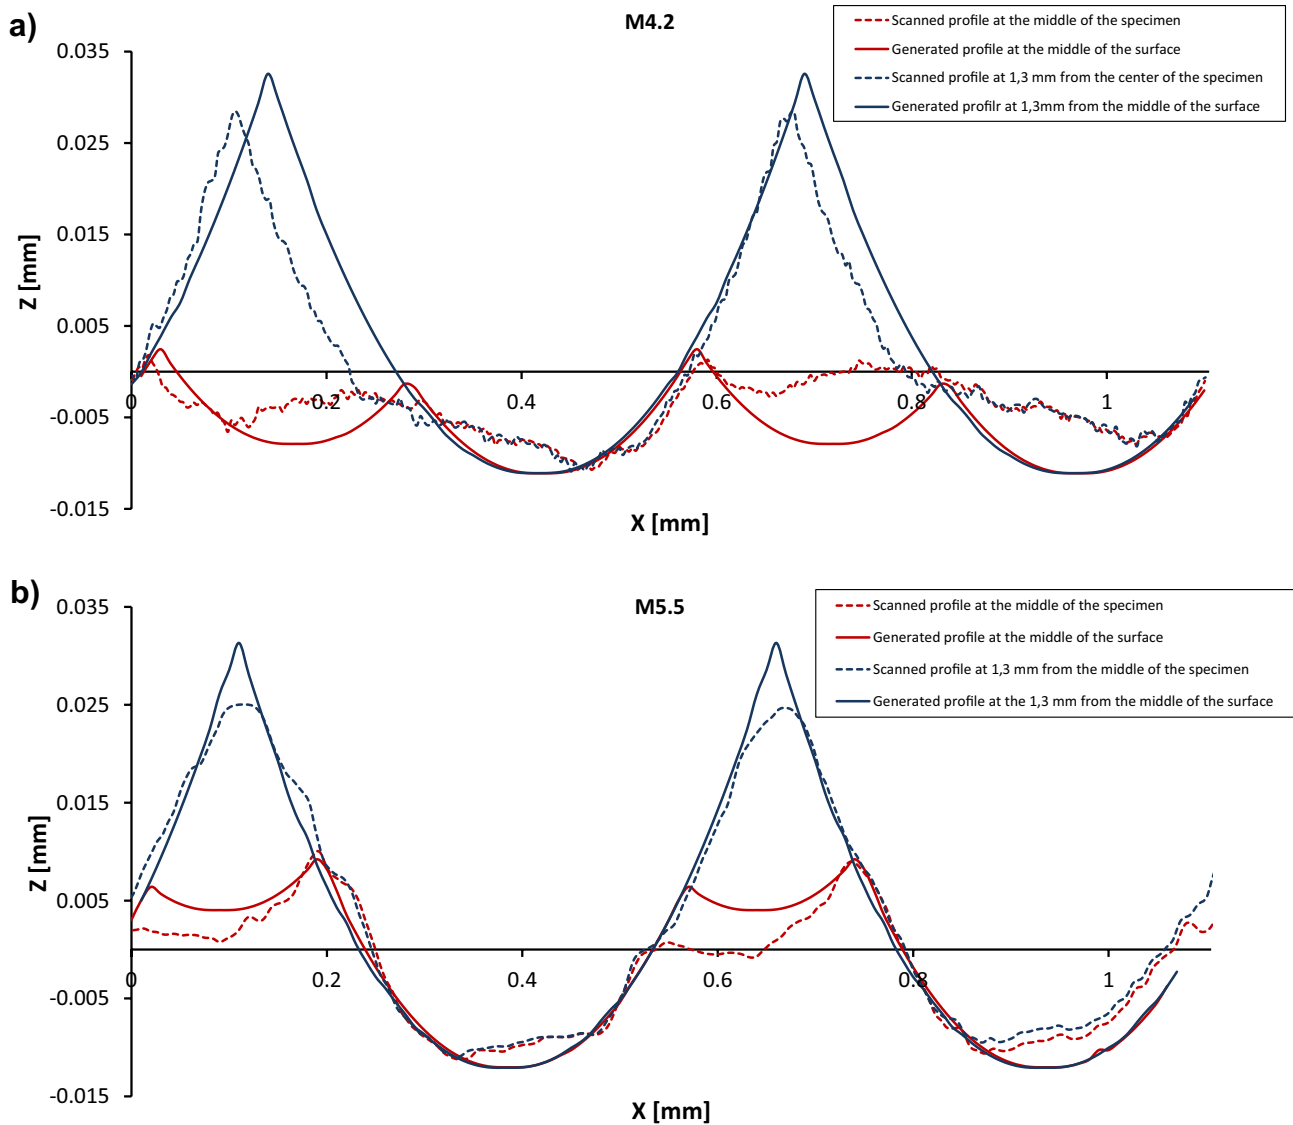 a)
M4.2
Scanned profile at the middle of the specimen
Generated profile at the middle of the surface
Scanned profile at 1,3 mm from the center of the specimen
Generated profilr at 1,3mm from the middle of the surface
0.035
0.025
0.015
0.005
-0.005
-0.015
Z [mm]
0
0.2
0.4
0.6
0.8
1
X [mm]
b)
M5.5
Scanned profile at the middle of the specimen
Generated profile at the middle of the surface
Scanned profile at 1,3 mm from the middle of the specimen
Generated profile at the 1,3 mm from the middle of the surface
0.035
0.025
0.015
0.005
-0.005
-0.015
Z [mm]
0
0.2
0.4
0.6
0.8
1
X [mm]